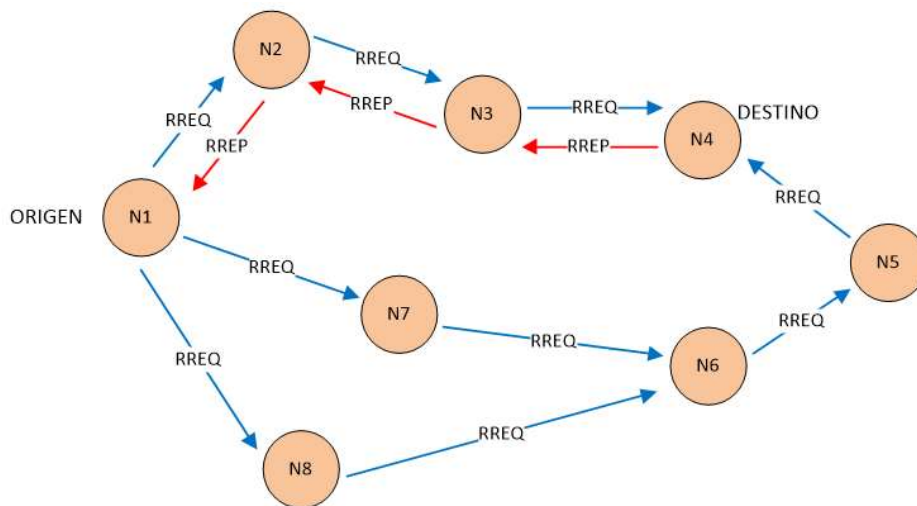 N2
RREQ
RREQ
RREP
N3
RREQ
DESTINO
RREQ
RREP
RREP
N4
ORIGEN
N1
RREQ
N5
RREQ
N7
RREQ
RREQ
RREQ
N6
RREQ
N8